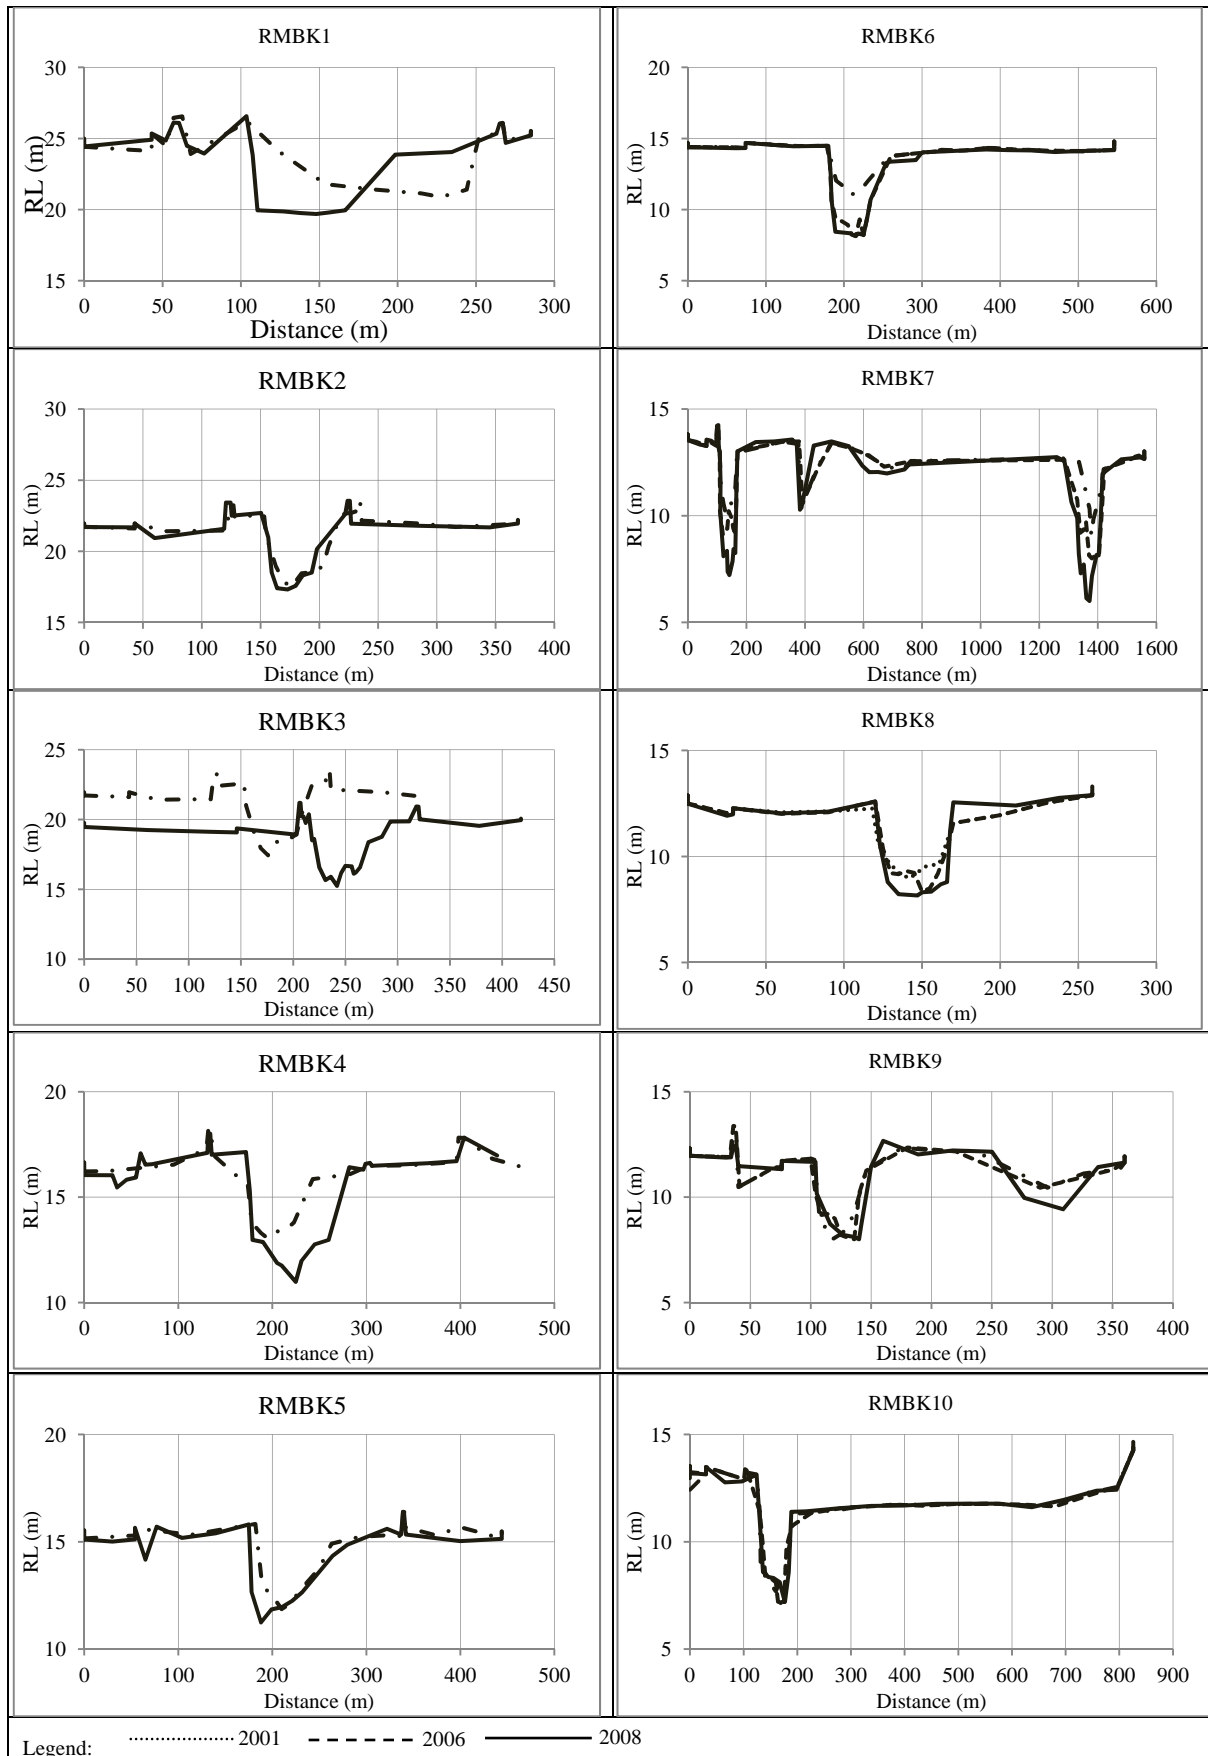 RMBK1
30
25
20
15
RL (m)
0 50 100 150 200 250 300
Distance (m)
RMBK6
20
15
10
5
RL (m)
0 100 200 300 400 500 600
Distance (m)
RMBK2
30
25
20
15
RL (m)
0 50 100 150 200 250 300 350 400
Distance (m)
RMBK7
15
10
5
RL (m)
0 200 400 600 800 1000 1200 1400 1600
Distance (m)
RMBK3
25
20
15
10
RL (m)
0 50 100 150 200 250 300 350 400 450
Distance (m)
RMBK8
15
10
5
RL (m)
0 50 100 150 200 250 300
Distance (m)
RMBK4
20
15
10
RL (m)
0 100 200 300 400 500
Distance (m)
RMBK9
15
10
5
RL (m)
0 50 100 150 200 250 300 350 400
Distance (m)
RMBK5
20
15
10
RL (m)
0 100 200 300 400 500
Distance (m)
RMBK10
15
10
5
RL (m)
0 100 200 300 400 500 600 700 800 900
Distance (m)
Legend: 2001 2006 2008